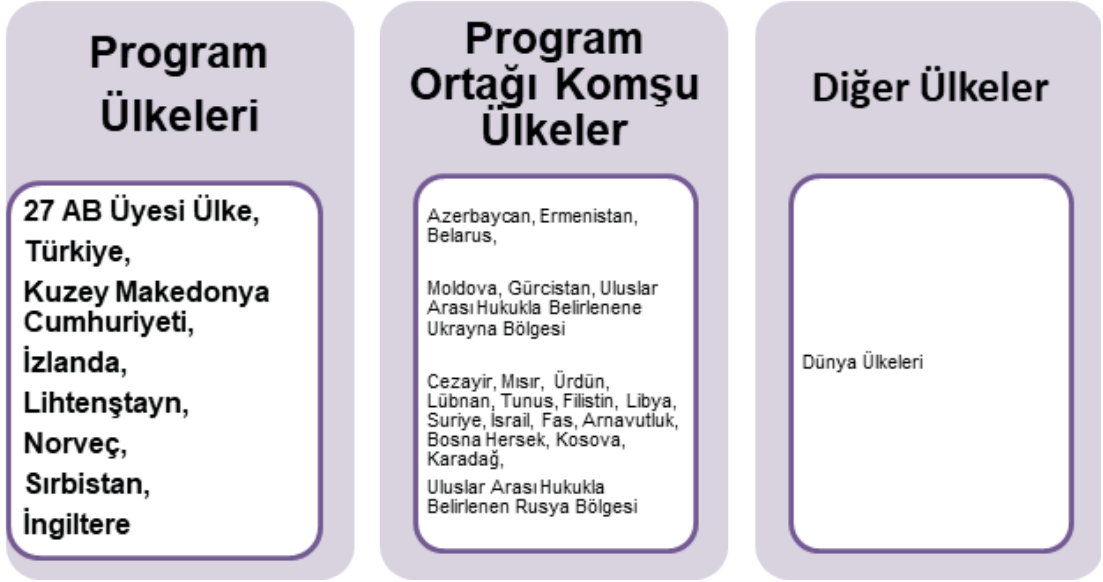 Program
Ülkeleri
27 AB Üyesi Ülke,
Türkiye,
Kuzey Makedonya
Cumhuriyeti,
İzlanda,
Lihtenştayn,
Norveç,
Sırbistan,
İngiltere
Program
Ortağı Komşu
Ülkeler
Azerbaycan, Ermenistan,
Belarus,
Moldova, Gürcistan, Uluslar
Arası Hukukla Belirlenene
Ukrayna Bölgesi
Cezayir, Mısır, Ürdün,
Lübnan, Tunus, Filistin, Libya,
Suriye, İsrail, Fas, Arnavutluk,
Bosna Hersek, Kosova,
Karadağ,
Uluslar Arası Hukukla
Belirlenen Rusya Bölgesi
Diğer Ülkeler
Dünya Ülkeleri